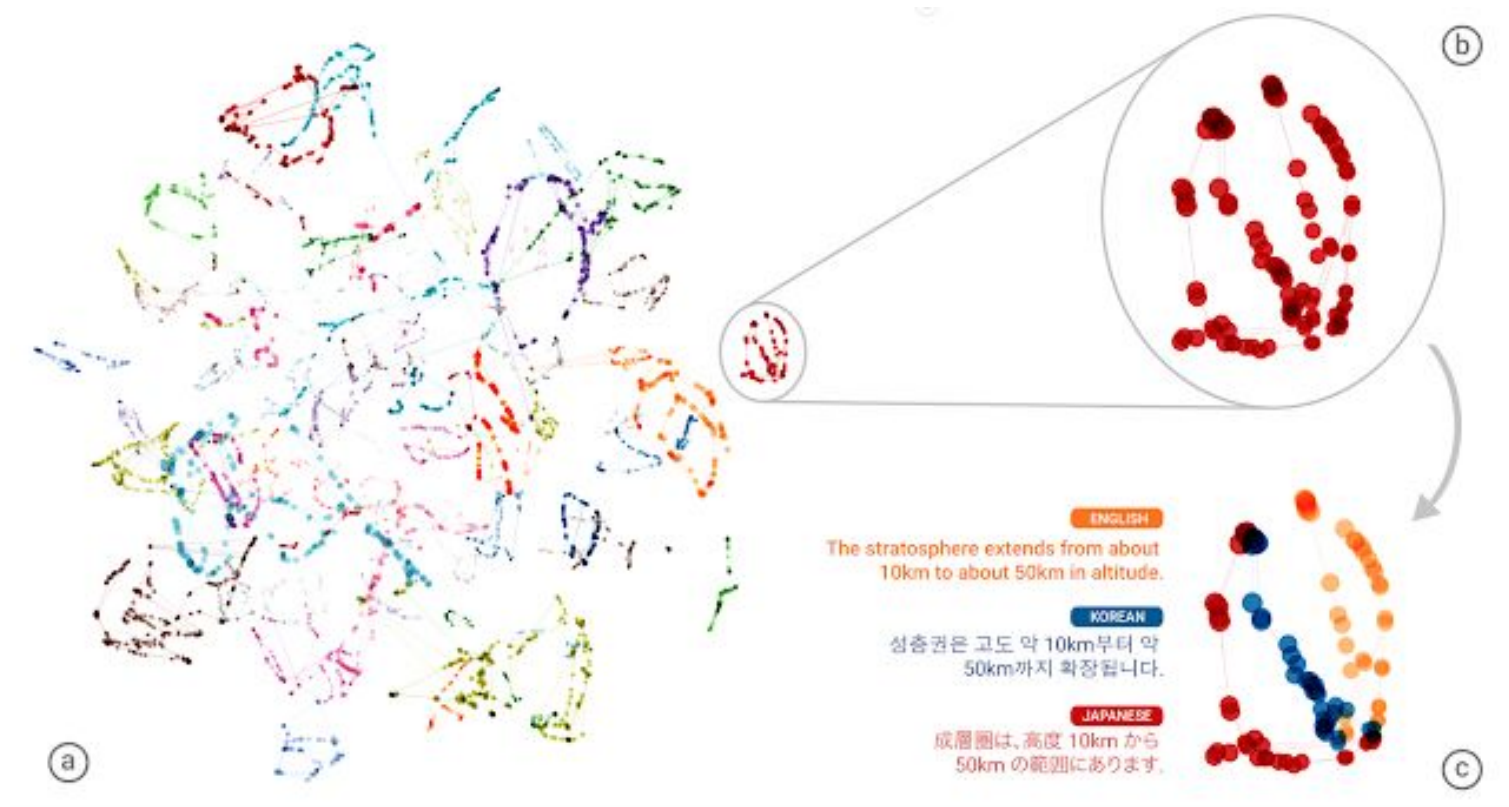 b
ENGLISH
The stratosphere extends from about
10km to about 50km in altitude.
KOREAN
성층권은 고도 약 10km부터 약
50km까지 확장됩니다.
JAPANESE
成層圏は、高度 10km から
50km の範囲にあります。
a
c